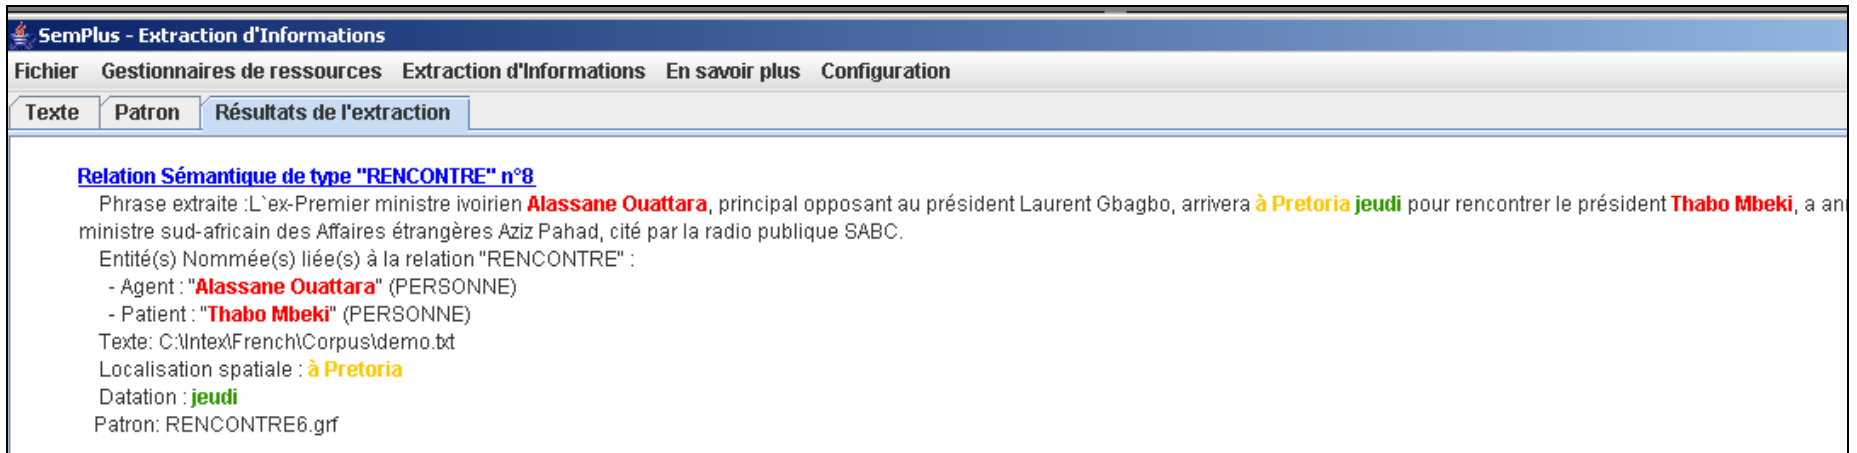 SemPlus - Extraction d'Informations
Fichier Gestionnaires de ressources Extraction d'Informations En savoir plus Configuration
Texte Patron Résultats de l'extraction
Relation Sémantique de type "RENCONTRE" n°8
Phrase extraite :L`ex-Premier ministre ivoirien Alassane Ouattara, principal opposant au président Laurent Gbagbo, arrivera à Pretoria jeudi pour rencontrer le président Thabo Mbeki, a
ministre sud-africain des Affaires étrangères Aziz Pahad, cité par la radio publique SABC.
Entité(s) Nommée(s) liée(s) à la relation "RENCONTRE" :
- Agent : "Alassane Ouattara" (PERSONNE)
- Patient : "Thabo Mbeki" (PERSONNE)
Texte: C:\Intex\French\Corpus\demo.txt
Localisation spatiale : à Pretoria
Datation : jeudi
Patron: RENCONTRE6.grf